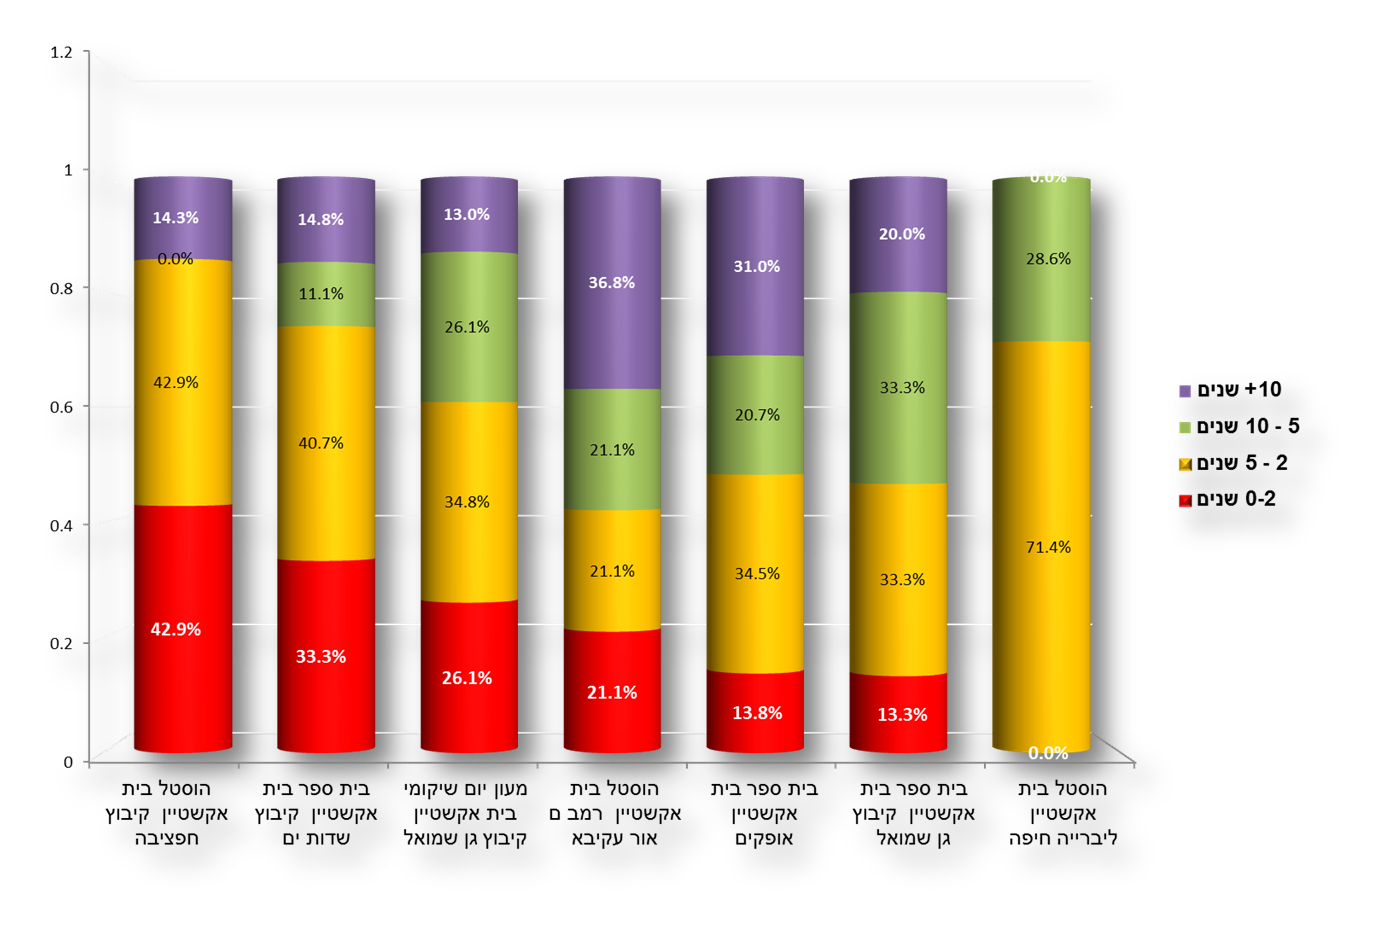 1.2
1
0.8
0.6
0.4
0.2
0
14.3%
0.0%
42.9%
42.9%
14.8%
11.1%
40.7%
33.3%
13.0%
26.1%
34.8%
26.1%
36.8%
21.1%
21.1%
21.1%
31.0%
20.7%
34.5%
13.8%
20.0%
33.3%
33.3%
13.3%
0.0%
28.6%
71.4%
0.0%
הוסטל בית
אקשטיין קיבוץ
חפציבה
בית ספר בית
אקשטיין קיבוץ
שדות ים
מעון יום שיקומי
בית אקשטיין
קיבוץ גן שמואל
הוסטל בית
אקשטיין רמב ם
אור עקיבא
בית ספר בית
אקשטיין
אופקים
בית ספר בית
אקשטיין קיבוץ
גן שמואל
הוסטל בית
אקשטיין
ליברייה חיפה
10+ שנים
5 - 10 שנים
2 - 5 שנים
0-2 שנים